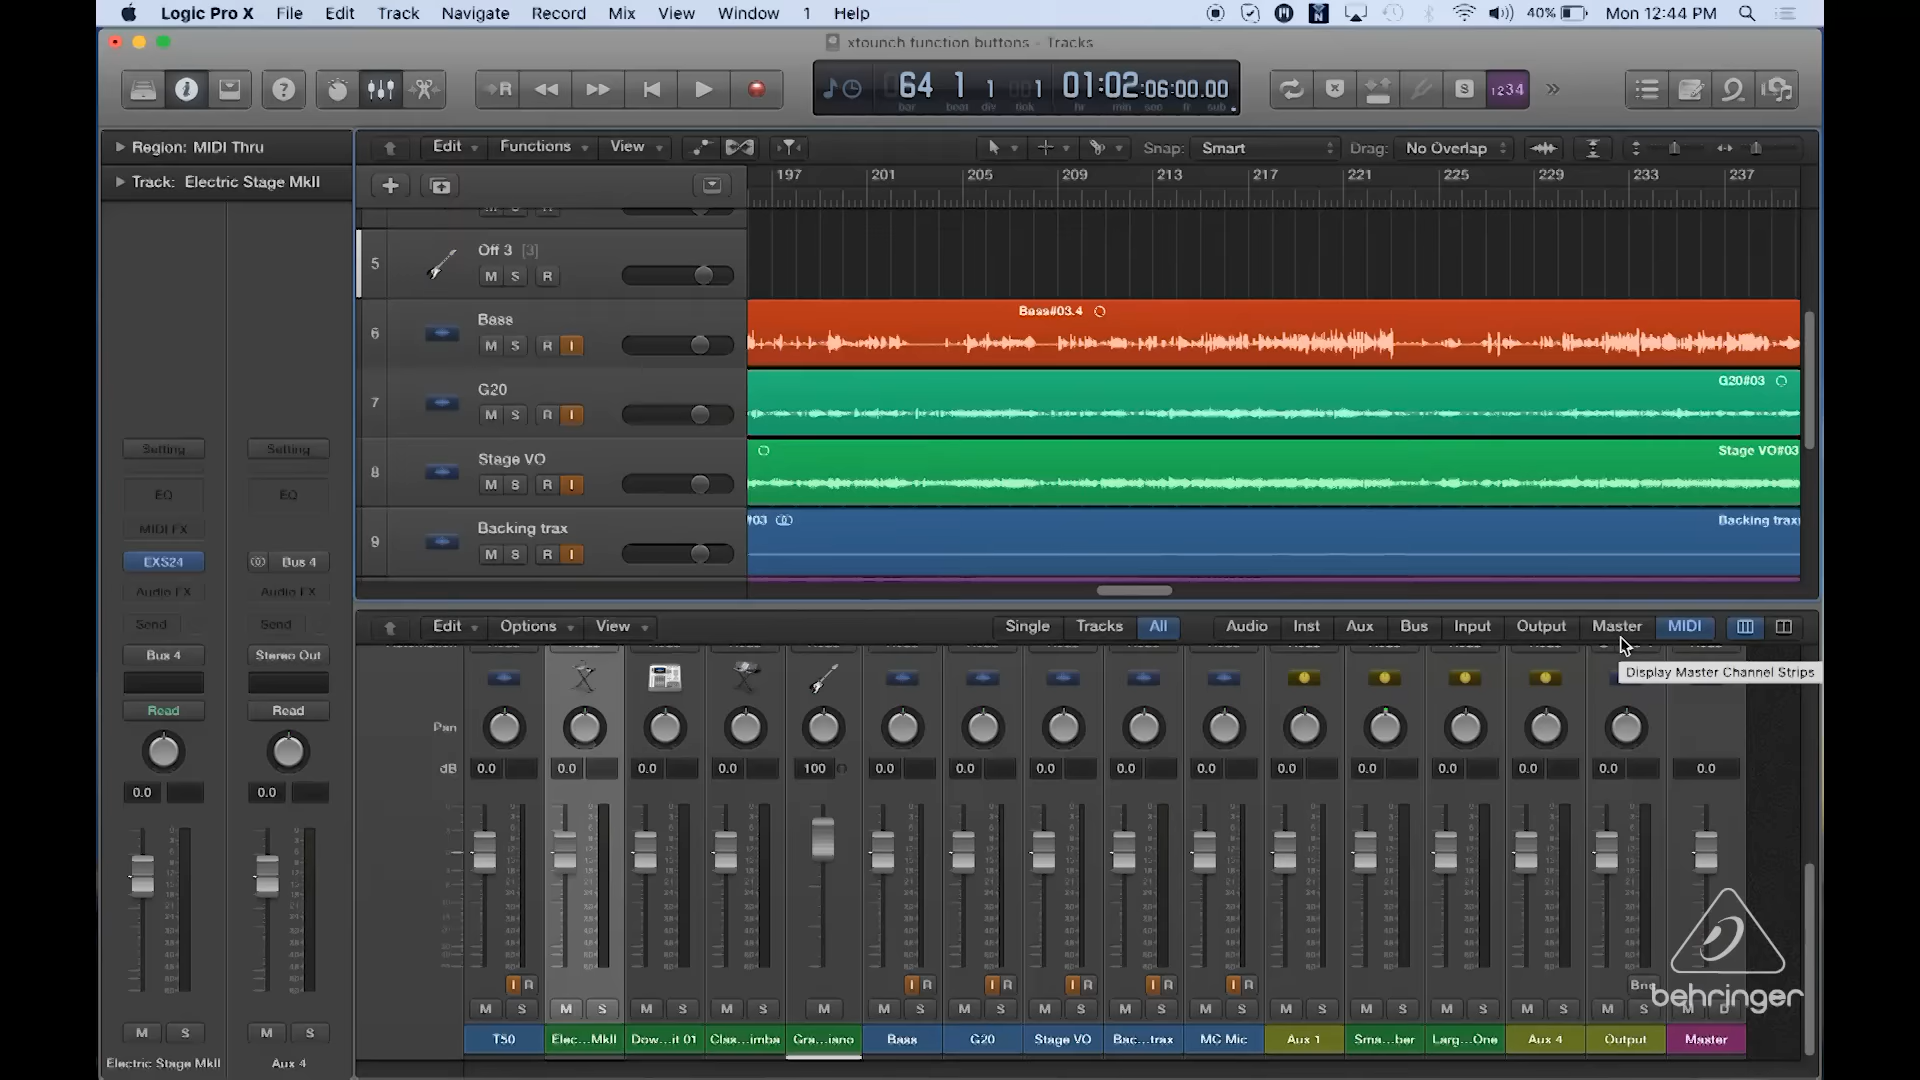 Logic Pro X File Edit Track Navigate Record Mix View Window 1 Help 40% Mon 12:44 PM
xtounch function buttons - Tracks
R 64 1 1 1 01:02:06:00.00 S 1234
bar beat div tick hr min sec fr sub
Region: MIDI Thru
Edit Functions View Snap: Smart Drag: No Overlap
Track: Electric Stage MkII
197 201 205 209 213 217 221 225 229 233 237
5 Off 3 [3]
M S R
6 Bass
M S R I
Bass#03.4
7 G20
M S R I
G20#03
8 Stage VO
M S R I
Stage VO#03
9 Backing trax
M S R I
#03
Backing trax
Setting Setting
EQ EQ
MIDI FX
EXS24 Bus 4
Audio FX Audio FX
Send Send
Bus 4 Stereo Out
Read Read
0.0 0.0
M S M S
Electric Stage MkII Aux 4
Edit Options View Single Tracks All Audio Inst Aux Bus Input Output Master MIDI
Display Master Channel Strips
Pan
dB 0.0 0.0 0.0 0.0 100 0.0 0.0 0.0 0.0 0.0 0.0 0.0 0.0 0.0 0.0 0.0
I R I R I R I R I R I R Bnc
M S M S M S M S M M S M S M S M S M S M S M S M S M S M S M D
T50 Elec...MkII Dow...it 01 Clas...imba Gra...iano Bass G20 Stage VO Bac...trax MC Mic Aux 1 Sma...ber Larg...One Aux 4 Output Master
behringer